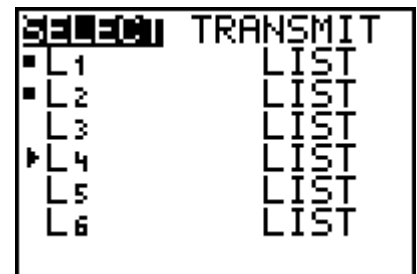 SELECT TRANSMIT
▪L₁ LIST
▪L₂ LIST
L₃ LIST
▶L₄ LIST
L₅ LIST
L₆ LIST